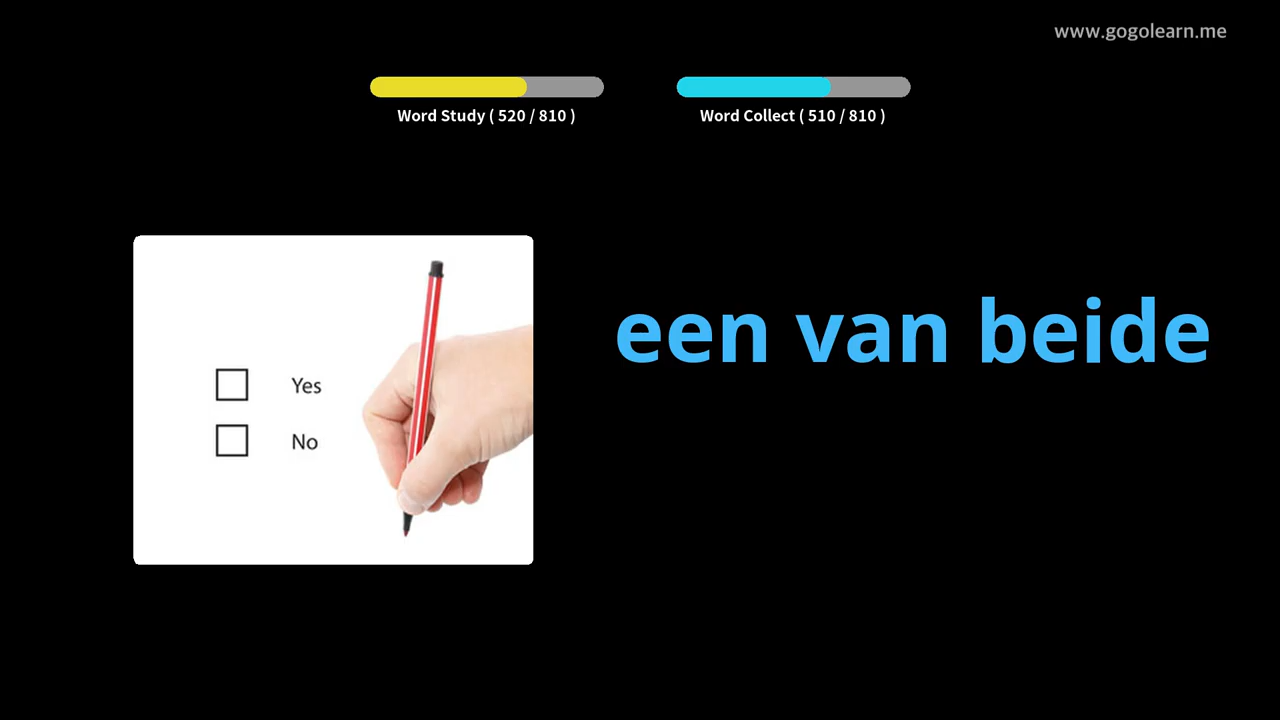 www.gogolearn.me
Word Study ( 520 / 810 )
Word Collect ( 510 / 810 )
een van beide
Yes
No